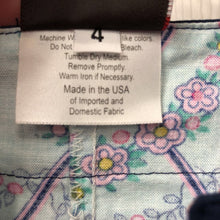 4
Machine W like colors.
Do Not Bleach.
Tumble Dry Medium.
Remove Promptly.
Warm Iron if Necessary.
Made in the USA
of Imported and
Domestic Fabric